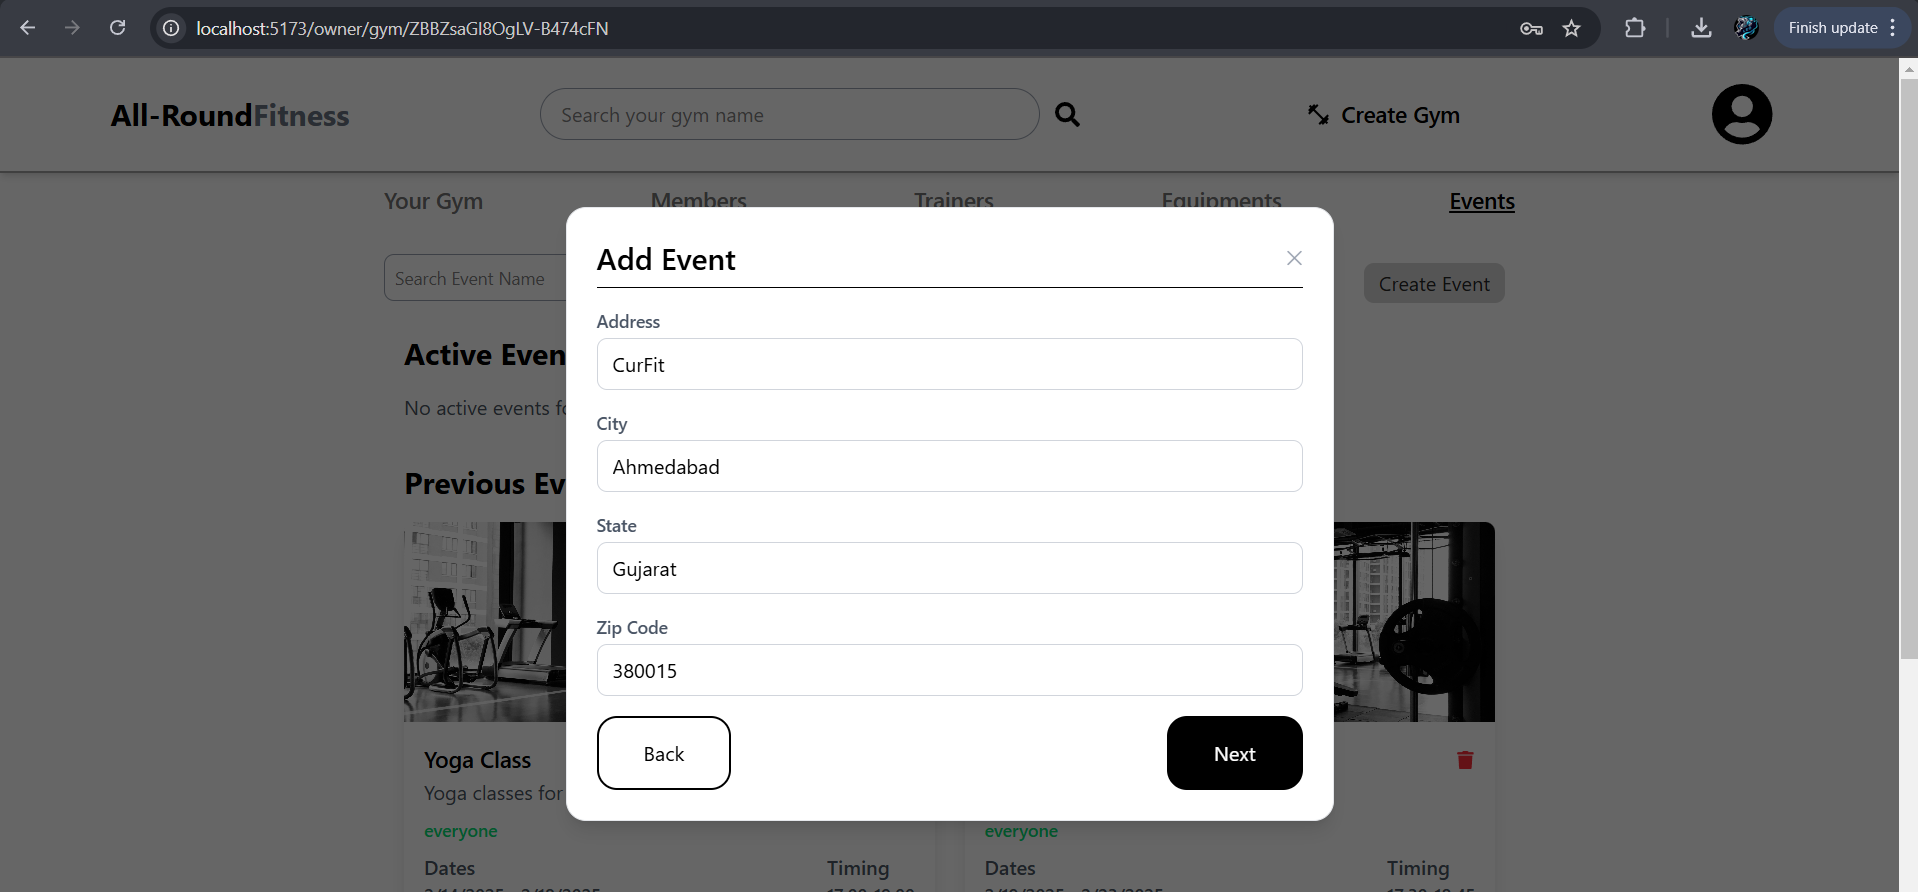 localhost:5173/owner/gym/ZBBZsaGl8OgLV-B474cFN
Finish update
All-RoundFitness
Search your gym name
Create Gym
Your Gym
Members
Trainers
Equipments
Events
Search Event Name
Create Event
Add Event
Address
CurFit
City
Ahmedabad
State
Gujarat
Zip Code
380015
Back
Next
Active Even
No active events fo
Previous Ev
Yoga Class
Yoga classes for
everyone
Dates
Timing
everyone
Dates
Timing